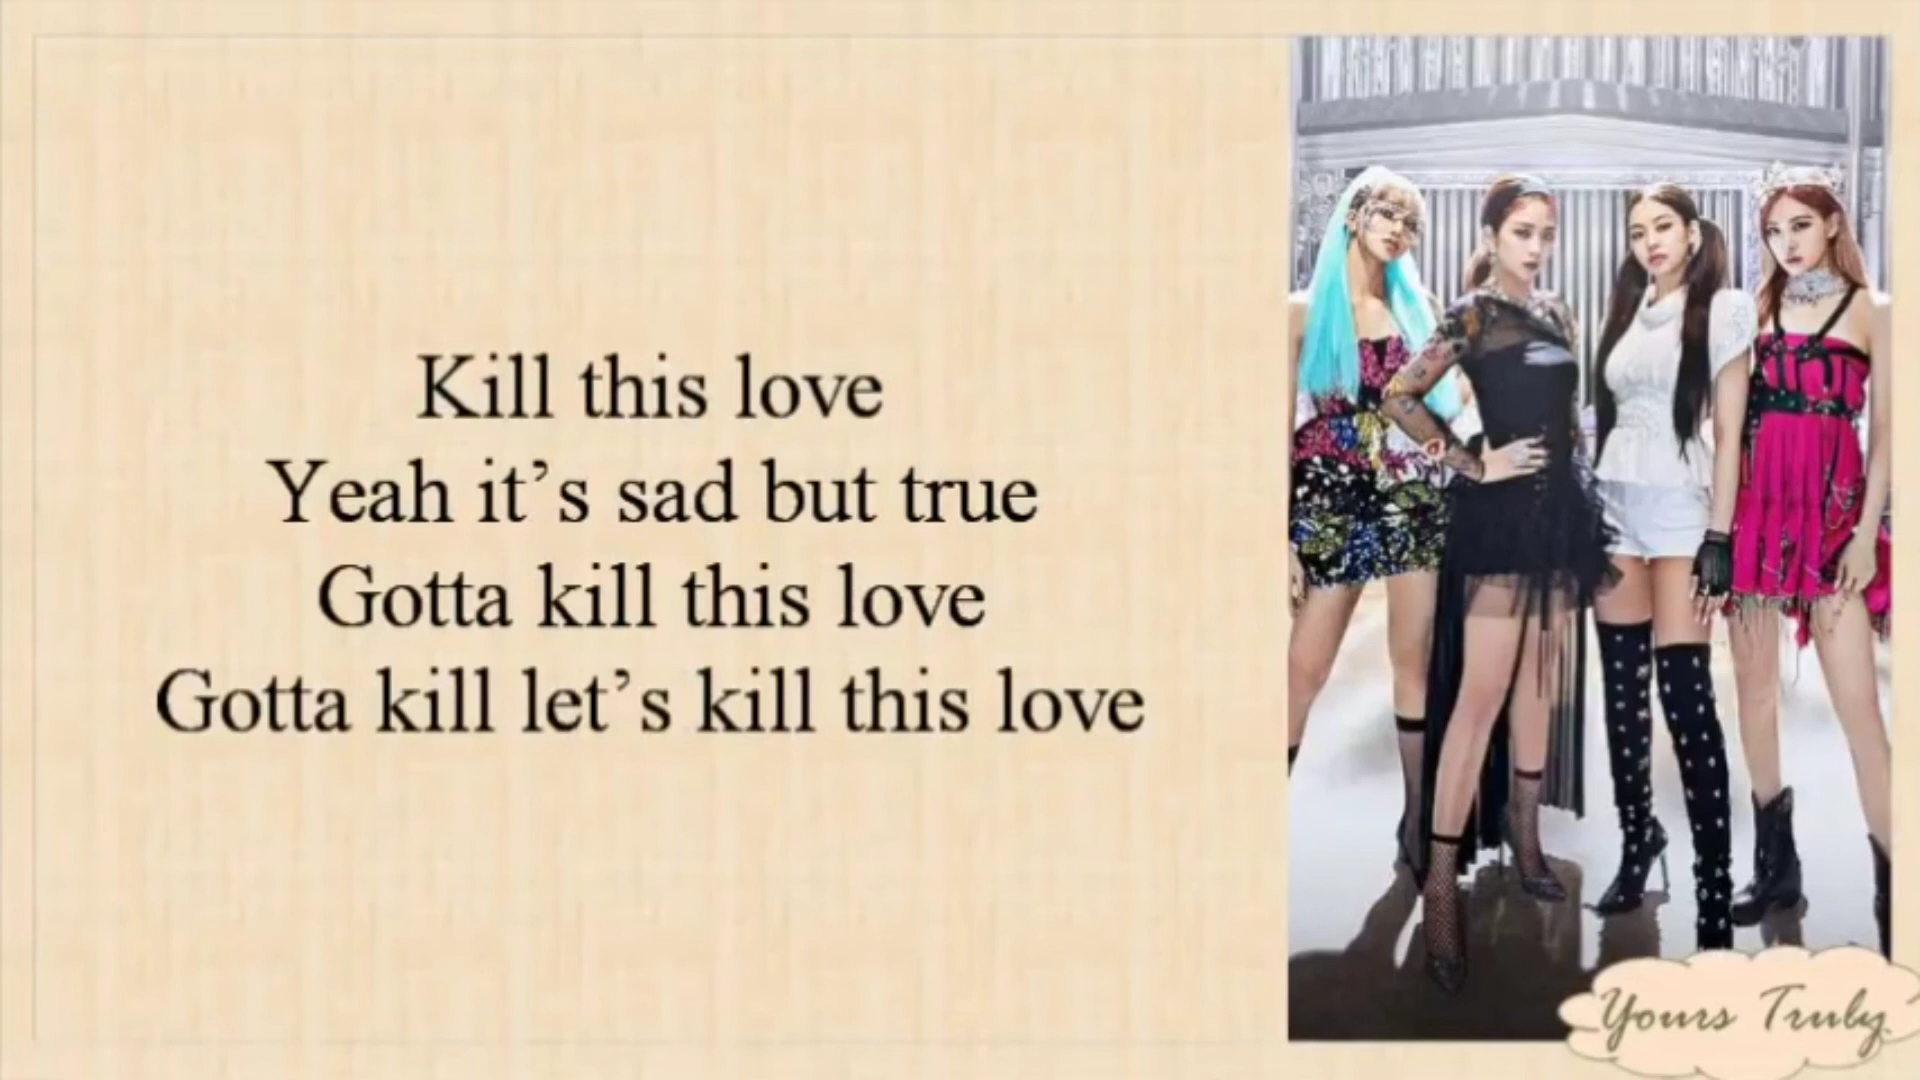 Kill this love
Yeah it’s sad but true
Gotta kill this love
Gotta kill let’s kill this love
Yours Truly